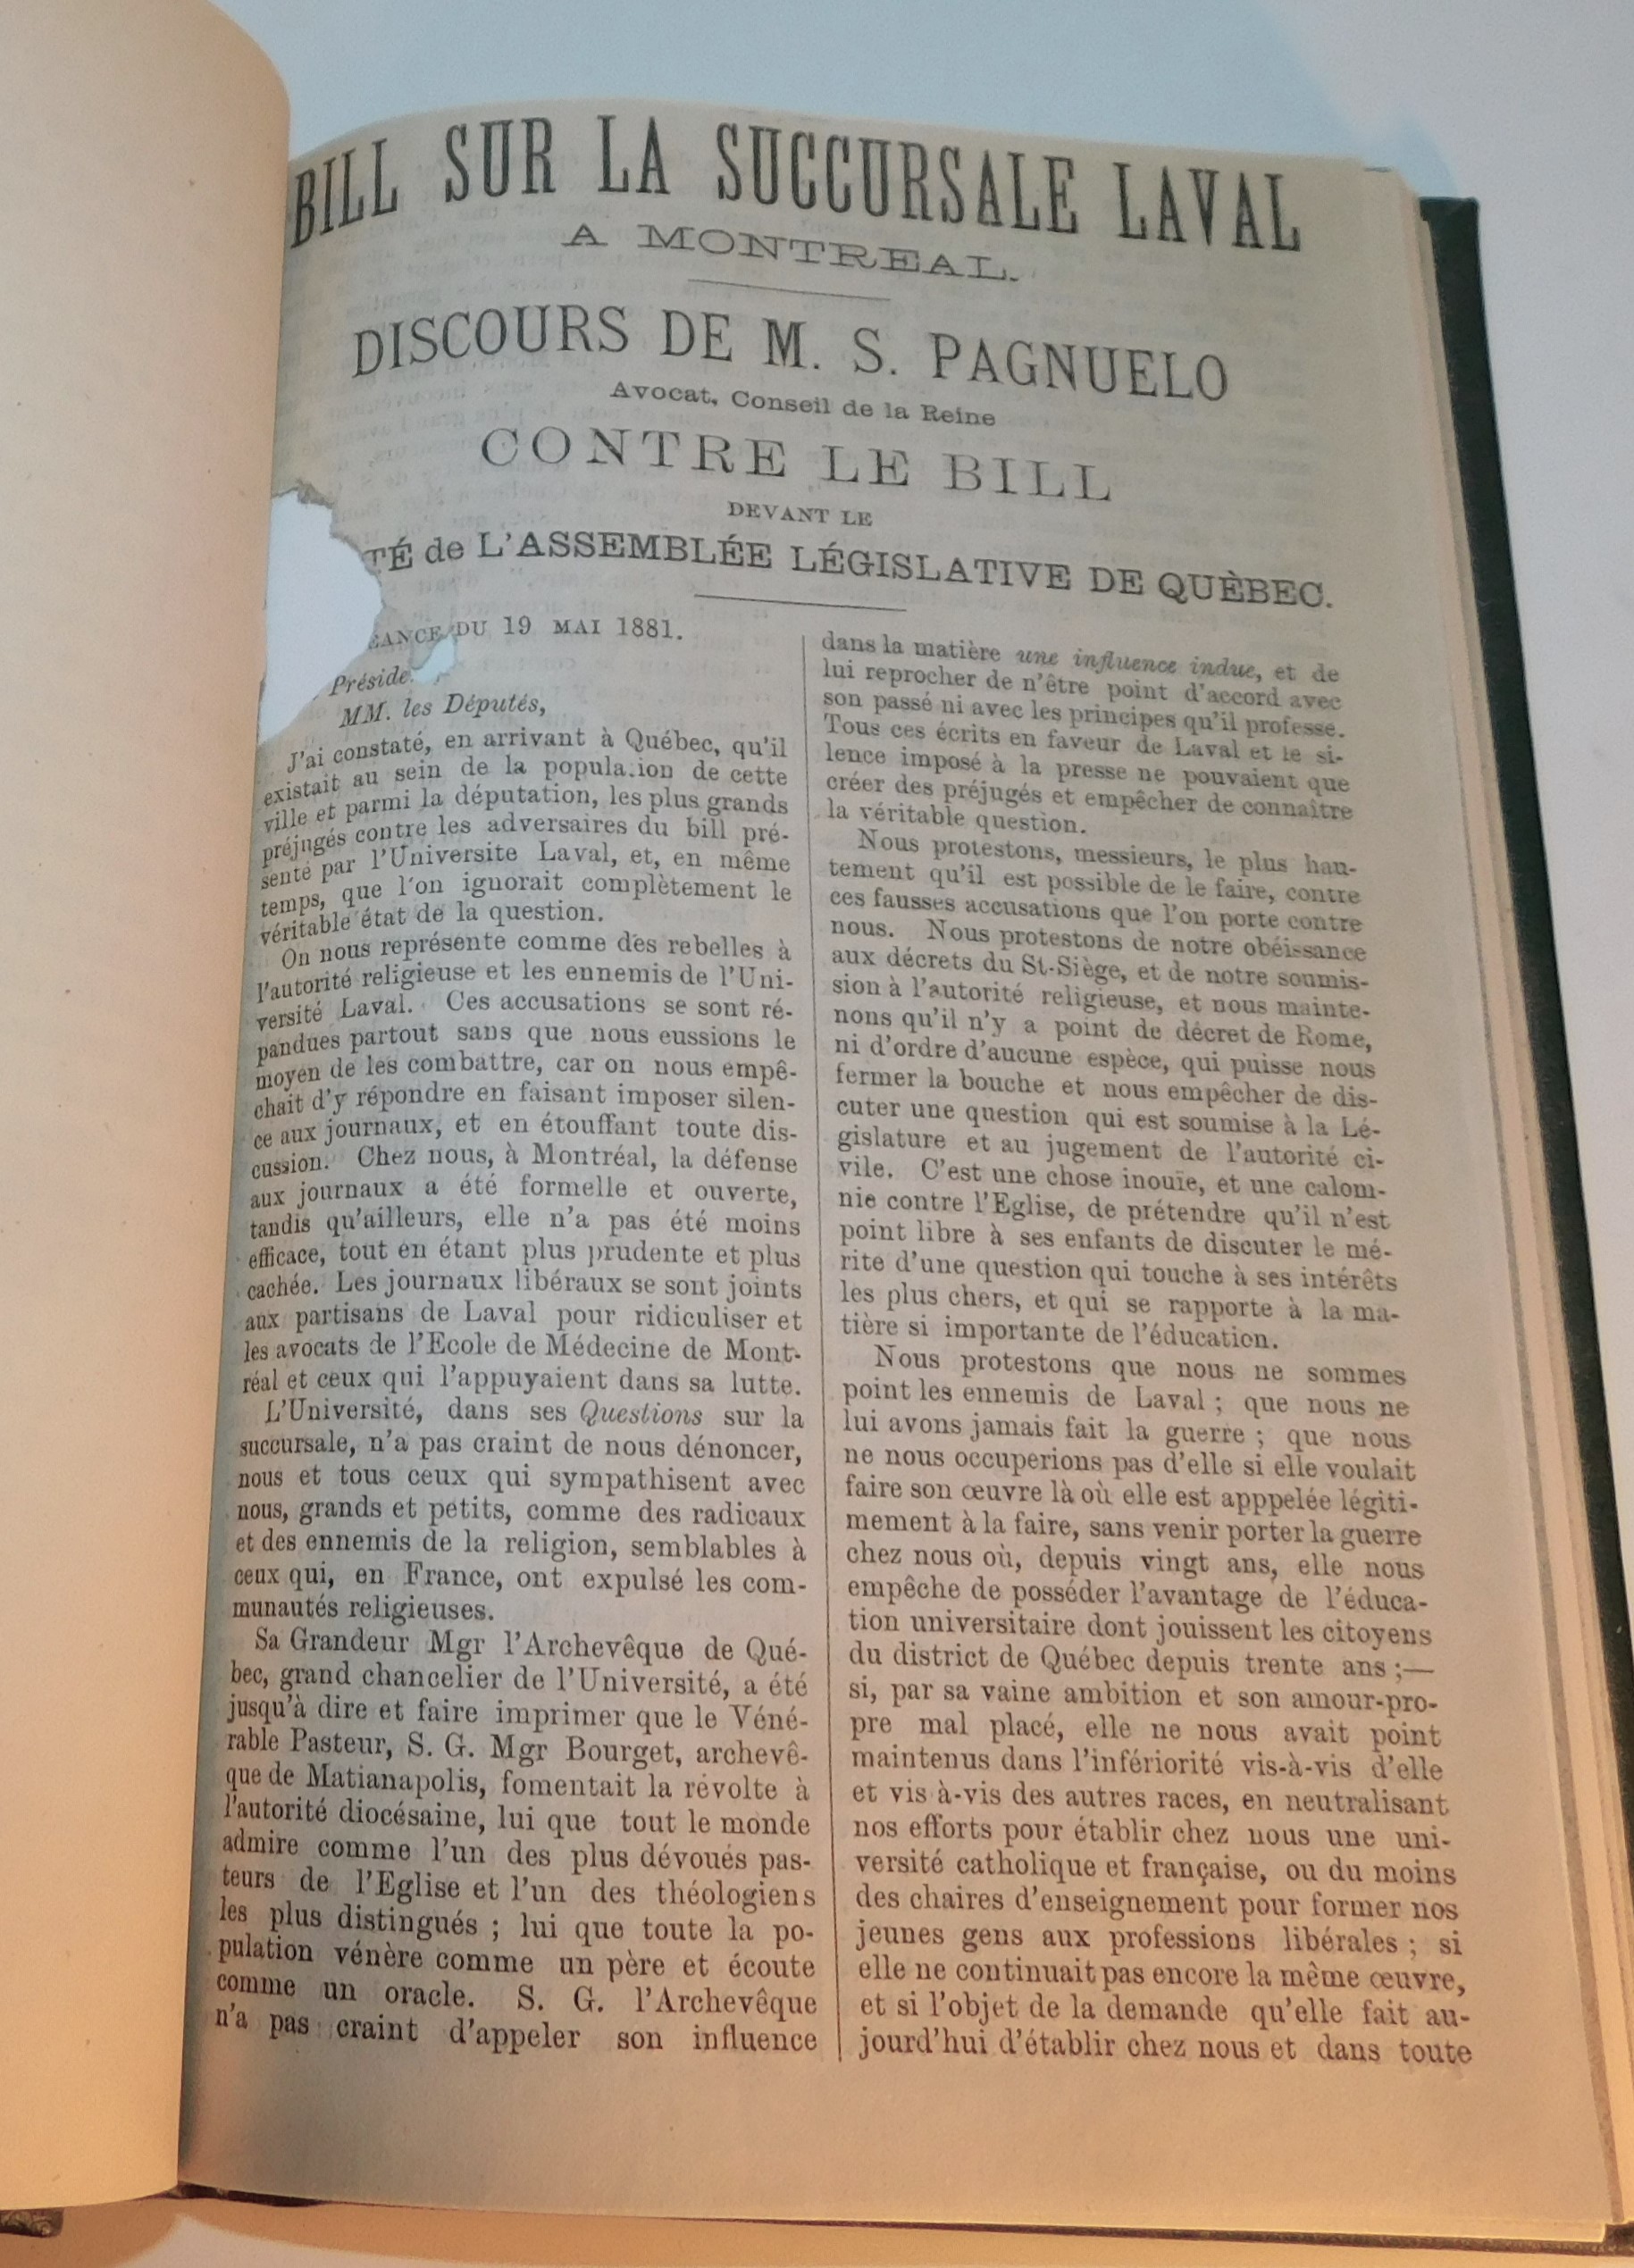 BILL SUR LA SUCCURSALE LAVAL
A MONTREAL.
DISCOURS DE M. S. PAGNUELO
Avocat, Conseil de la Reine
CONTRE LE BILL
DEVANT LE
TÉ de L'ASSEMBLÉE LÉGISLATIVE DE QUÈBEC.
ÉANCE DU 19 MAI 1881.
Préside
MM. les Députés,
J'ai constaté, en arrivant à Québec, qu'il
existait au sein de la popula.ion de cette
ville et parmi la députation, les plus grands
préjugés contre les adversaires du bill pré-
senté par l'Universite Laval, et, en même
temps, que l'on ignorait complètement le
véritable état de la question.
On nous représente comme des rebelles à
l'autorité religieuse et les ennemis de l'Uni-
versité Laval. Ces accusations se sont ré-
pandues partout sans que nous eussions le
moyen de les combattre, car on nous empê-
chait d'y répondre en faisant imposer silen-
ce aux journaux, et en étouffant toute dis-
cussion. Chez nous, à Montréal, la défense
aux journaux a été formelle et ouverte,
tandis qu'ailleurs, elle n'a pas été moins
efficace, tout en étant plus prudente et plus
cachée. Les journaux libéraux se sont joints
aux partisans de Laval pour ridiculiser et
les avocats de l'Ecole de Médecine de Mont-
réal et ceux qui l'appuyaient dans sa lutte.
L'Université, dans ses Questions sur la
succursale, n'a pas craint de nous dénoncer,
nous et tous ceux qui sympathisent avec
nous, grands et petits, comme des radicaux
et des ennemis de la religion, semblables à
ceux qui, en France, ont expulsé les com-
munautés religieuses.
Sa Grandeur Mgr l'Archevêque de Qué-
bec, grand chancelier de l'Université, a été
jusqu'à dire et faire imprimer que le Véné-
rable Pasteur, S. G. Mgr Bourget, archevê-
que de Matianapolis, fomentait la révolte à
l'autorité diocésaine, lui que tout le monde
admire comme l'un des plus dévoués pas-
teurs de l'Eglise et l'un des théologiens
les plus distingués ; lui que toute la po-
pulation vénère comme un père et écoute
comme un oracle. S. G. l'Archevêque
n'a pas craint d'appeler son influence
dans la matière une influence indue, et de
lui reprocher de n'être point d'accord avec
son passé ni avec les principes qu'il professe.
Tous ces écrits en faveur de Laval et le si-
lence imposé à la presse ne pouvaient que
créer des préjugés et empêcher de connaître
la véritable question.
Nous protestons, messieurs, le plus hau-
tement qu'il est possible de le faire, contre
ces fausses accusations que l'on porte contre
nous. Nous protestons de notre obéissance
aux décrets du St-Siège, et de notre soumis-
sion à l'autorité religieuse, et nous mainte-
nons qu'il n'y a point de décret de Rome,
ni d'ordre d'aucune espèce, qui puisse nous
fermer la bouche et nous empêcher de dis-
cuter une question qui est soumise à la Lé-
gislature et au jugement de l'autorité ci-
vile. C'est une chose inouïe, et une calom-
nie contre l'Eglise, de prétendre qu'il n'est
point libre à ses enfants de discuter le mé-
rite d'une question qui touche à ses intérêts
les plus chers, et qui se rapporte à la ma-
tière si importante de l'éducation.
Nous protestons que nous ne sommes
point les ennemis de Laval ; que nous ne
lui avons jamais fait la guerre ; que nous
ne nous occuperions pas d'elle si elle voulait
faire son œuvre là où elle est apppelée légiti-
mement à la faire, sans venir porter la guerre
chez nous où, depuis vingt ans, elle nous
empêche de posséder l'avantage de l'éduca-
tion universitaire dont jouissent les citoyens
du district de Québec depuis trente ans ;—
si, par sa vaine ambition et son amour-pro-
pre mal placé, elle ne nous avait point
maintenus dans l'infériorité vis-à-vis d'elle
et vis à-vis des autres races, en neutralisant
nos efforts pour établir chez nous une uni-
versité catholique et française, ou du moins
des chaires d'enseignement pour former nos
jeunes gens aux professions libérales ; si
elle ne continuait pas encore la même œuvre,
et si l'objet de la demande qu'elle fait au-
jourd'hui d'établir chez nous et dans toute